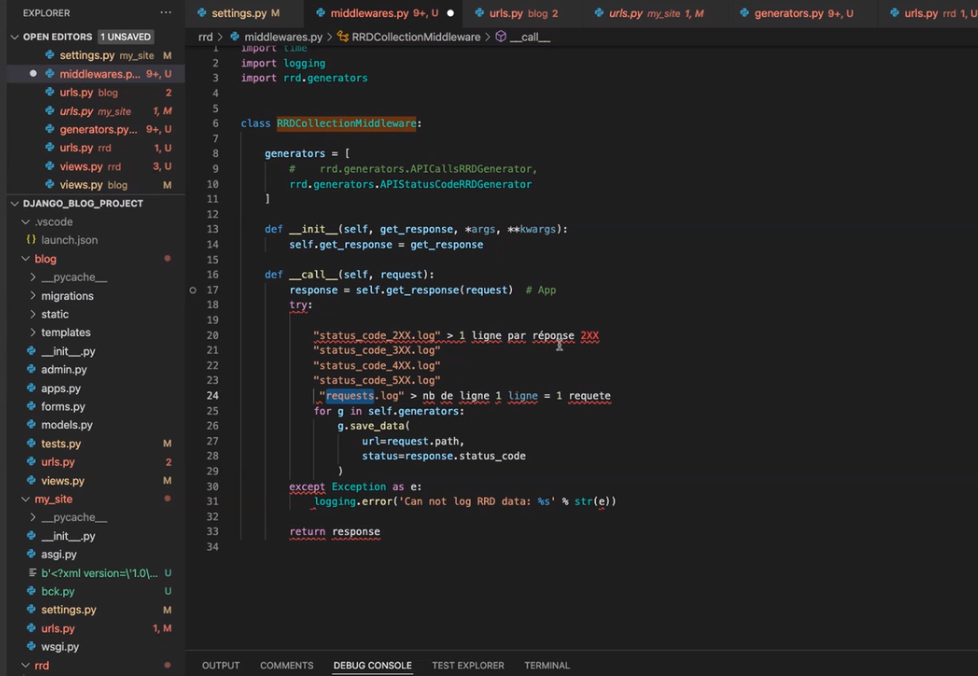 EXPLORER ···
OPEN EDITORS 1 UNSAVED
settings.py my_site M
middlewares.p... 9+, U
urls.py blog 2
urls.py my_site 1, M
generators.py... 9+, U
urls.py rrd 1, U
views.py rrd 3, U
views.py blog M
DJANGO_BLOG_PROJECT
.vscode
launch.json
blog
__pycache__
migrations
static
templates
__init__.py
admin.py
apps.py
forms.py
models.py
tests.py M
urls.py 2
views.py M
my_site
__pycache__
__init__.py
asgi.py
b'<?xml version=\'1.0\... U
bck.py U
settings.py M
urls.py 1, M
wsgi.py
rrd
settings.py M
middlewares.py 9+, U
urls.py blog 2
urls.py my_site 1, M
generators.py 9+, U
urls.py rrd 1, U
rrd > middlewares.py > RRDCollectionMiddleware > __call__
1 import time
2 import logging
3 import rrd.generators
4
5
6 class RRDCollectionMiddleware:
7
8 generators = [
9 # rrd.generators.APICallsRRDGenerator,
10 rrd.generators.APIStatusCodeRRDGenerator
11 ]
12
13 def __init__(self, get_response, *args, **kwargs):
14 self.get_response = get_response
15
16 def __call__(self, request):
17 response = self.get_response(request) # App
18 try:
19
20 "status_code_2XX.log" > 1 ligne par réponse 2XX
21 "status_code_3XX.log"
22 "status_code_4XX.log"
23 "status_code_5XX.log"
24 "requests.log" > nb de ligne 1 ligne = 1 requete
25 for g in self.generators:
26 g.save_data(
27 url=request.path,
28 status=response.status_code
29 )
30 except Exception as e:
31 logging.error('Can not log RRD data: %s' % str(e))
32
33 return response
34
OUTPUT COMMENTS DEBUG CONSOLE TEST EXPLORER TERMINAL